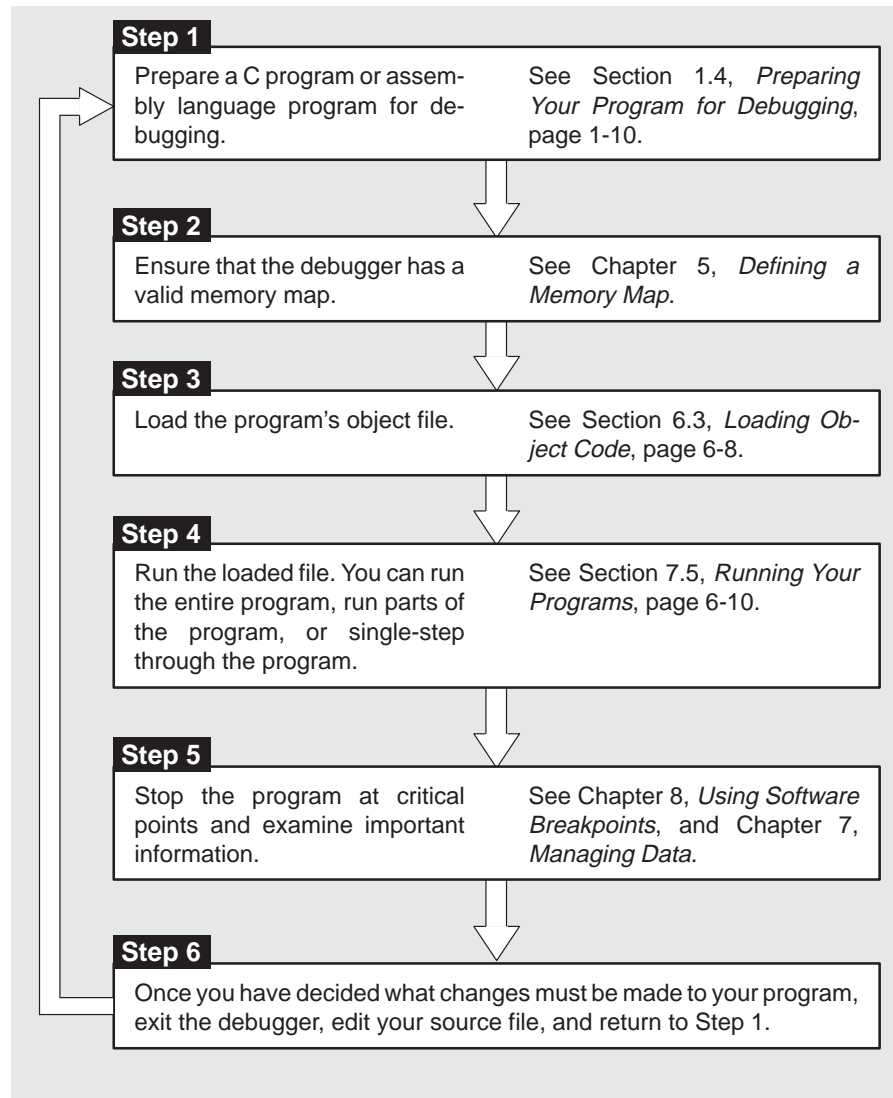 Step 1
Prepare a C program or assem-
bly language program for de-
bugging.
See Section 1.4, Preparing
Your Program for Debugging,
page 1-10.
Step 2
Ensure that the debugger has a
valid memory map.
See Chapter 5, Defining a
Memory Map.
Step 3
Load the program's object file.
See Section 6.3, Loading Ob-
ject Code, page 6-8.
Step 4
Run the loaded file. You can run
the entire program, run parts of
the program, or single-step
through the program.
See Section 7.5, Running Your
Programs, page 6-10.
Step 5
Stop the program at critical
points and examine important
information.
See Chapter 8, Using Software
Breakpoints, and Chapter 7,
Managing Data.
Step 6
Once you have decided what changes must be made to your program,
exit the debugger, edit your source file, and return to Step 1.